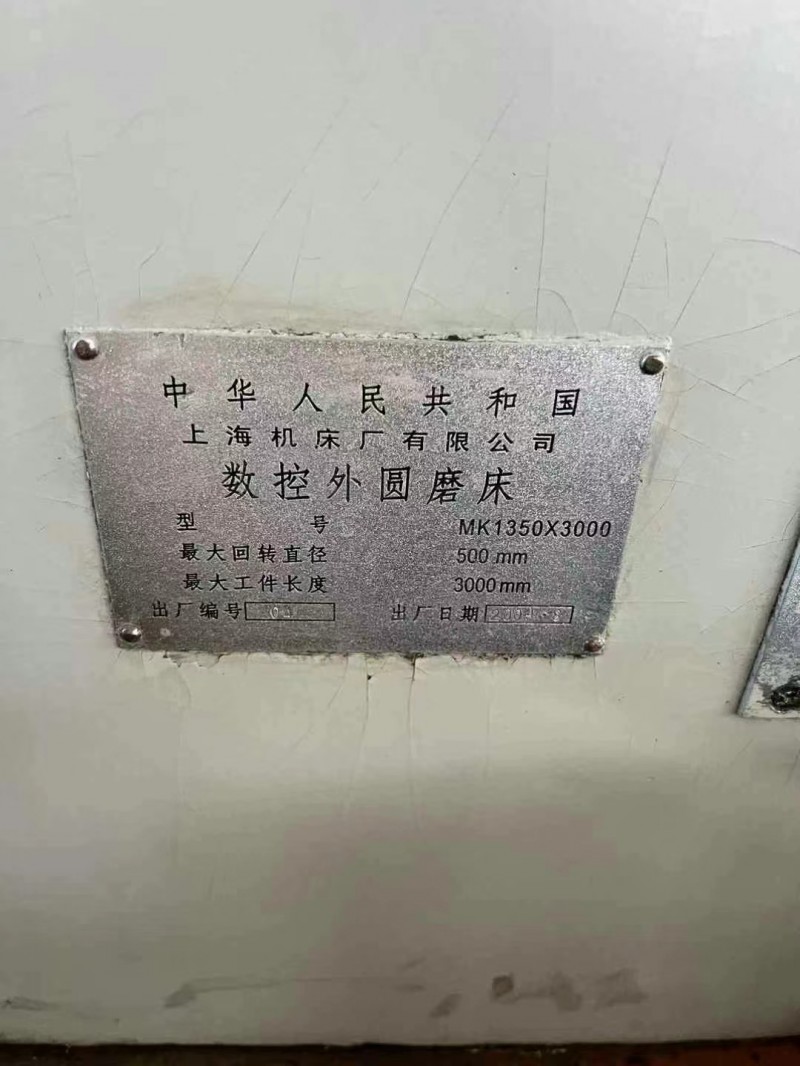 中华人民共和国
上海机床厂有限公司
数控外圆磨床
型号 MK1350X3000
最大回转直径 500 mm
最大工件长度 3000mm
出厂编号 出厂日期